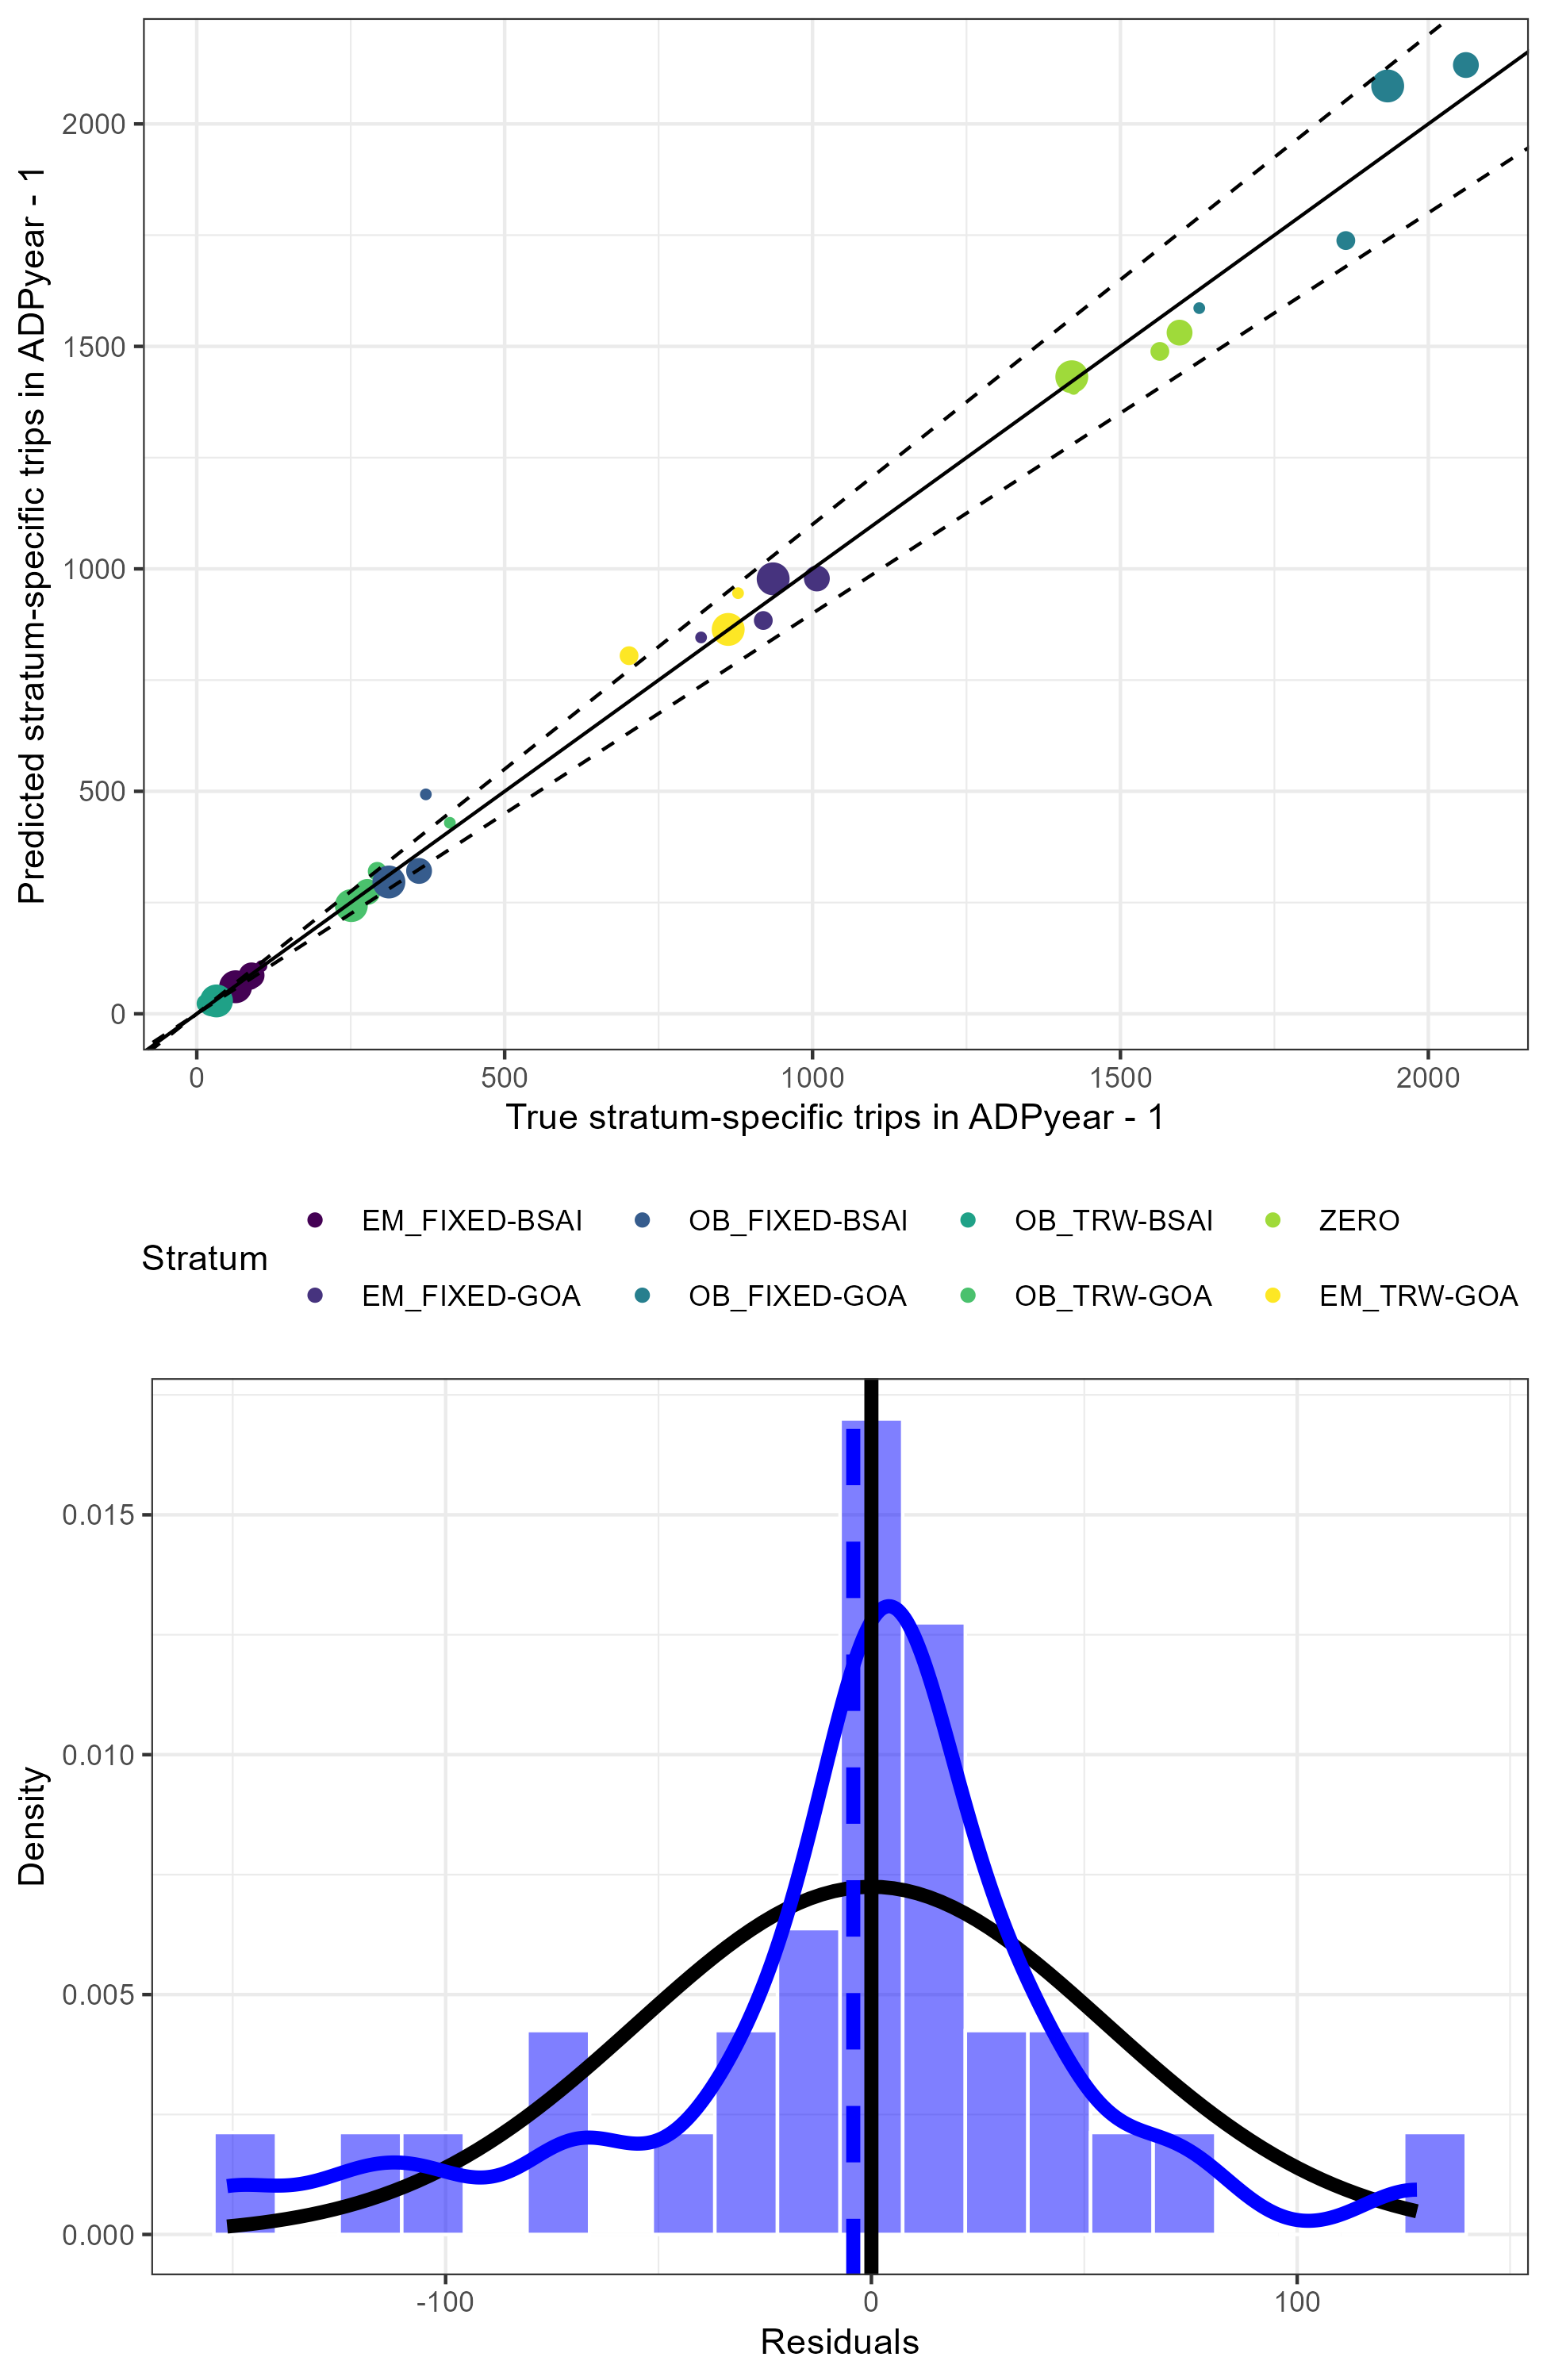 2000
1500
1000
500
0
Predicted stratum-specific trips in ADPyear - 1
0 500 1000 1500 2000
True stratum-specific trips in ADPyear - 1
Stratum
EM_FIXED-BSAI OB_FIXED-BSAI OB_TRW-BSAI ZERO
EM_FIXED-GOA OB_FIXED-GOA OB_TRW-GOA EM_TRW-GOA
0.015
0.010
0.005
0.000
Density
-100 0 100
Residuals